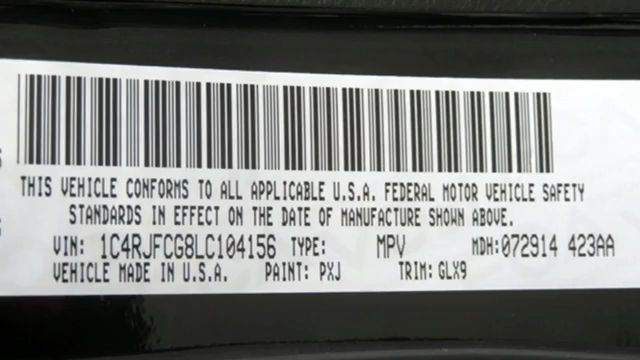 THIS VEHICLE CONFORMS TO ALL APPLICABLE U.S.A. FEDERAL MOTOR VEHICLE SAFETY
STANDARDS IN EFFECT ON THE DATE OF MANUFACTURE SHOWN ABOVE.
VIN: 1C4RJFCG8LC104156 TYPE: MPV MDH:072914 423AA
VEHICLE MADE IN U.S.A. PAINT: PXJ TRIM: GLX9